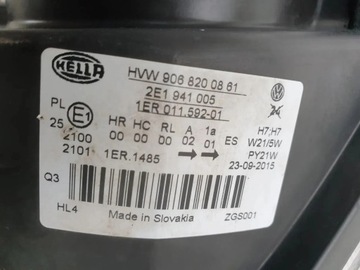 HELLA
HVW 906 820 08 61
2E1 941 005
1ER 011.592-01
PL E1 HR HC RL A 1a H7;H7
25 2100 00 00 00 02 01 ES W21/5W
2101 1ER.1485 PY21W
23-09-2015
Q3
HL4 Made in Slovakia ZGS001